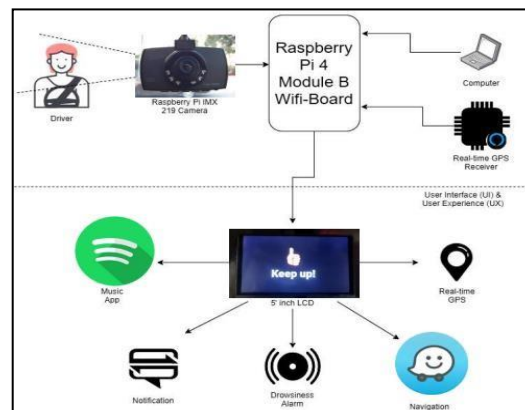 Raspberry
Pi 4
Module B
Wifi-Board
Driver
Raspberry Pi IMX
219 Camera
Computer
Real-time GPS
Receiver
User Interface (UI) &
User Experience (UX)
Keep up!
5' inch LCD
Music
App
Real-time
GPS
Notification
Drowsiness
Alarm
Navigation